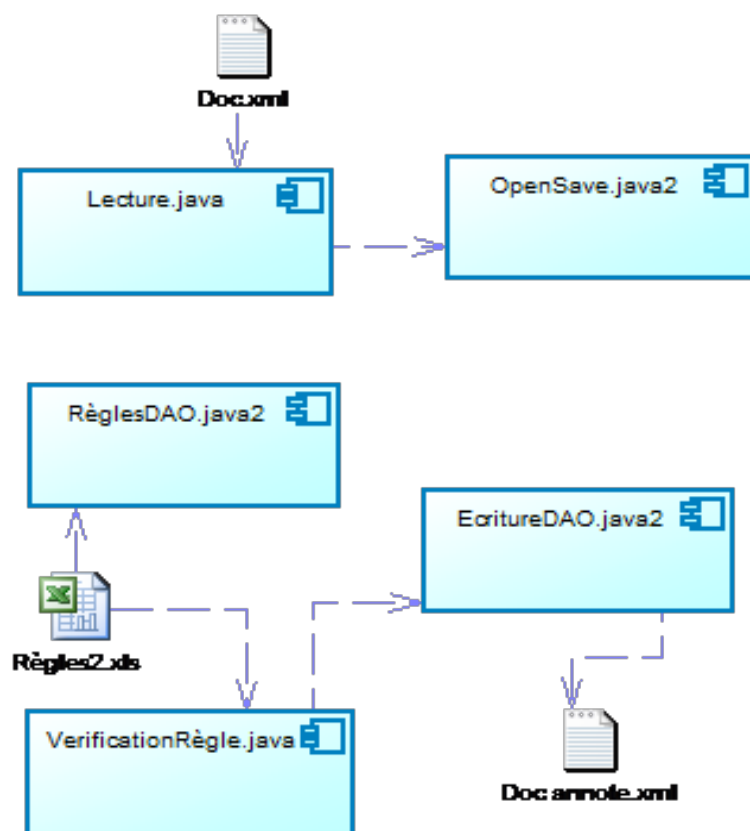 Doc.xml
Lecture.java
OpenSave.java2
RèglesDAO.java2
EcritureDAO.java2
Règles2.xls
VerificationRègle.java
Doc annote.xml